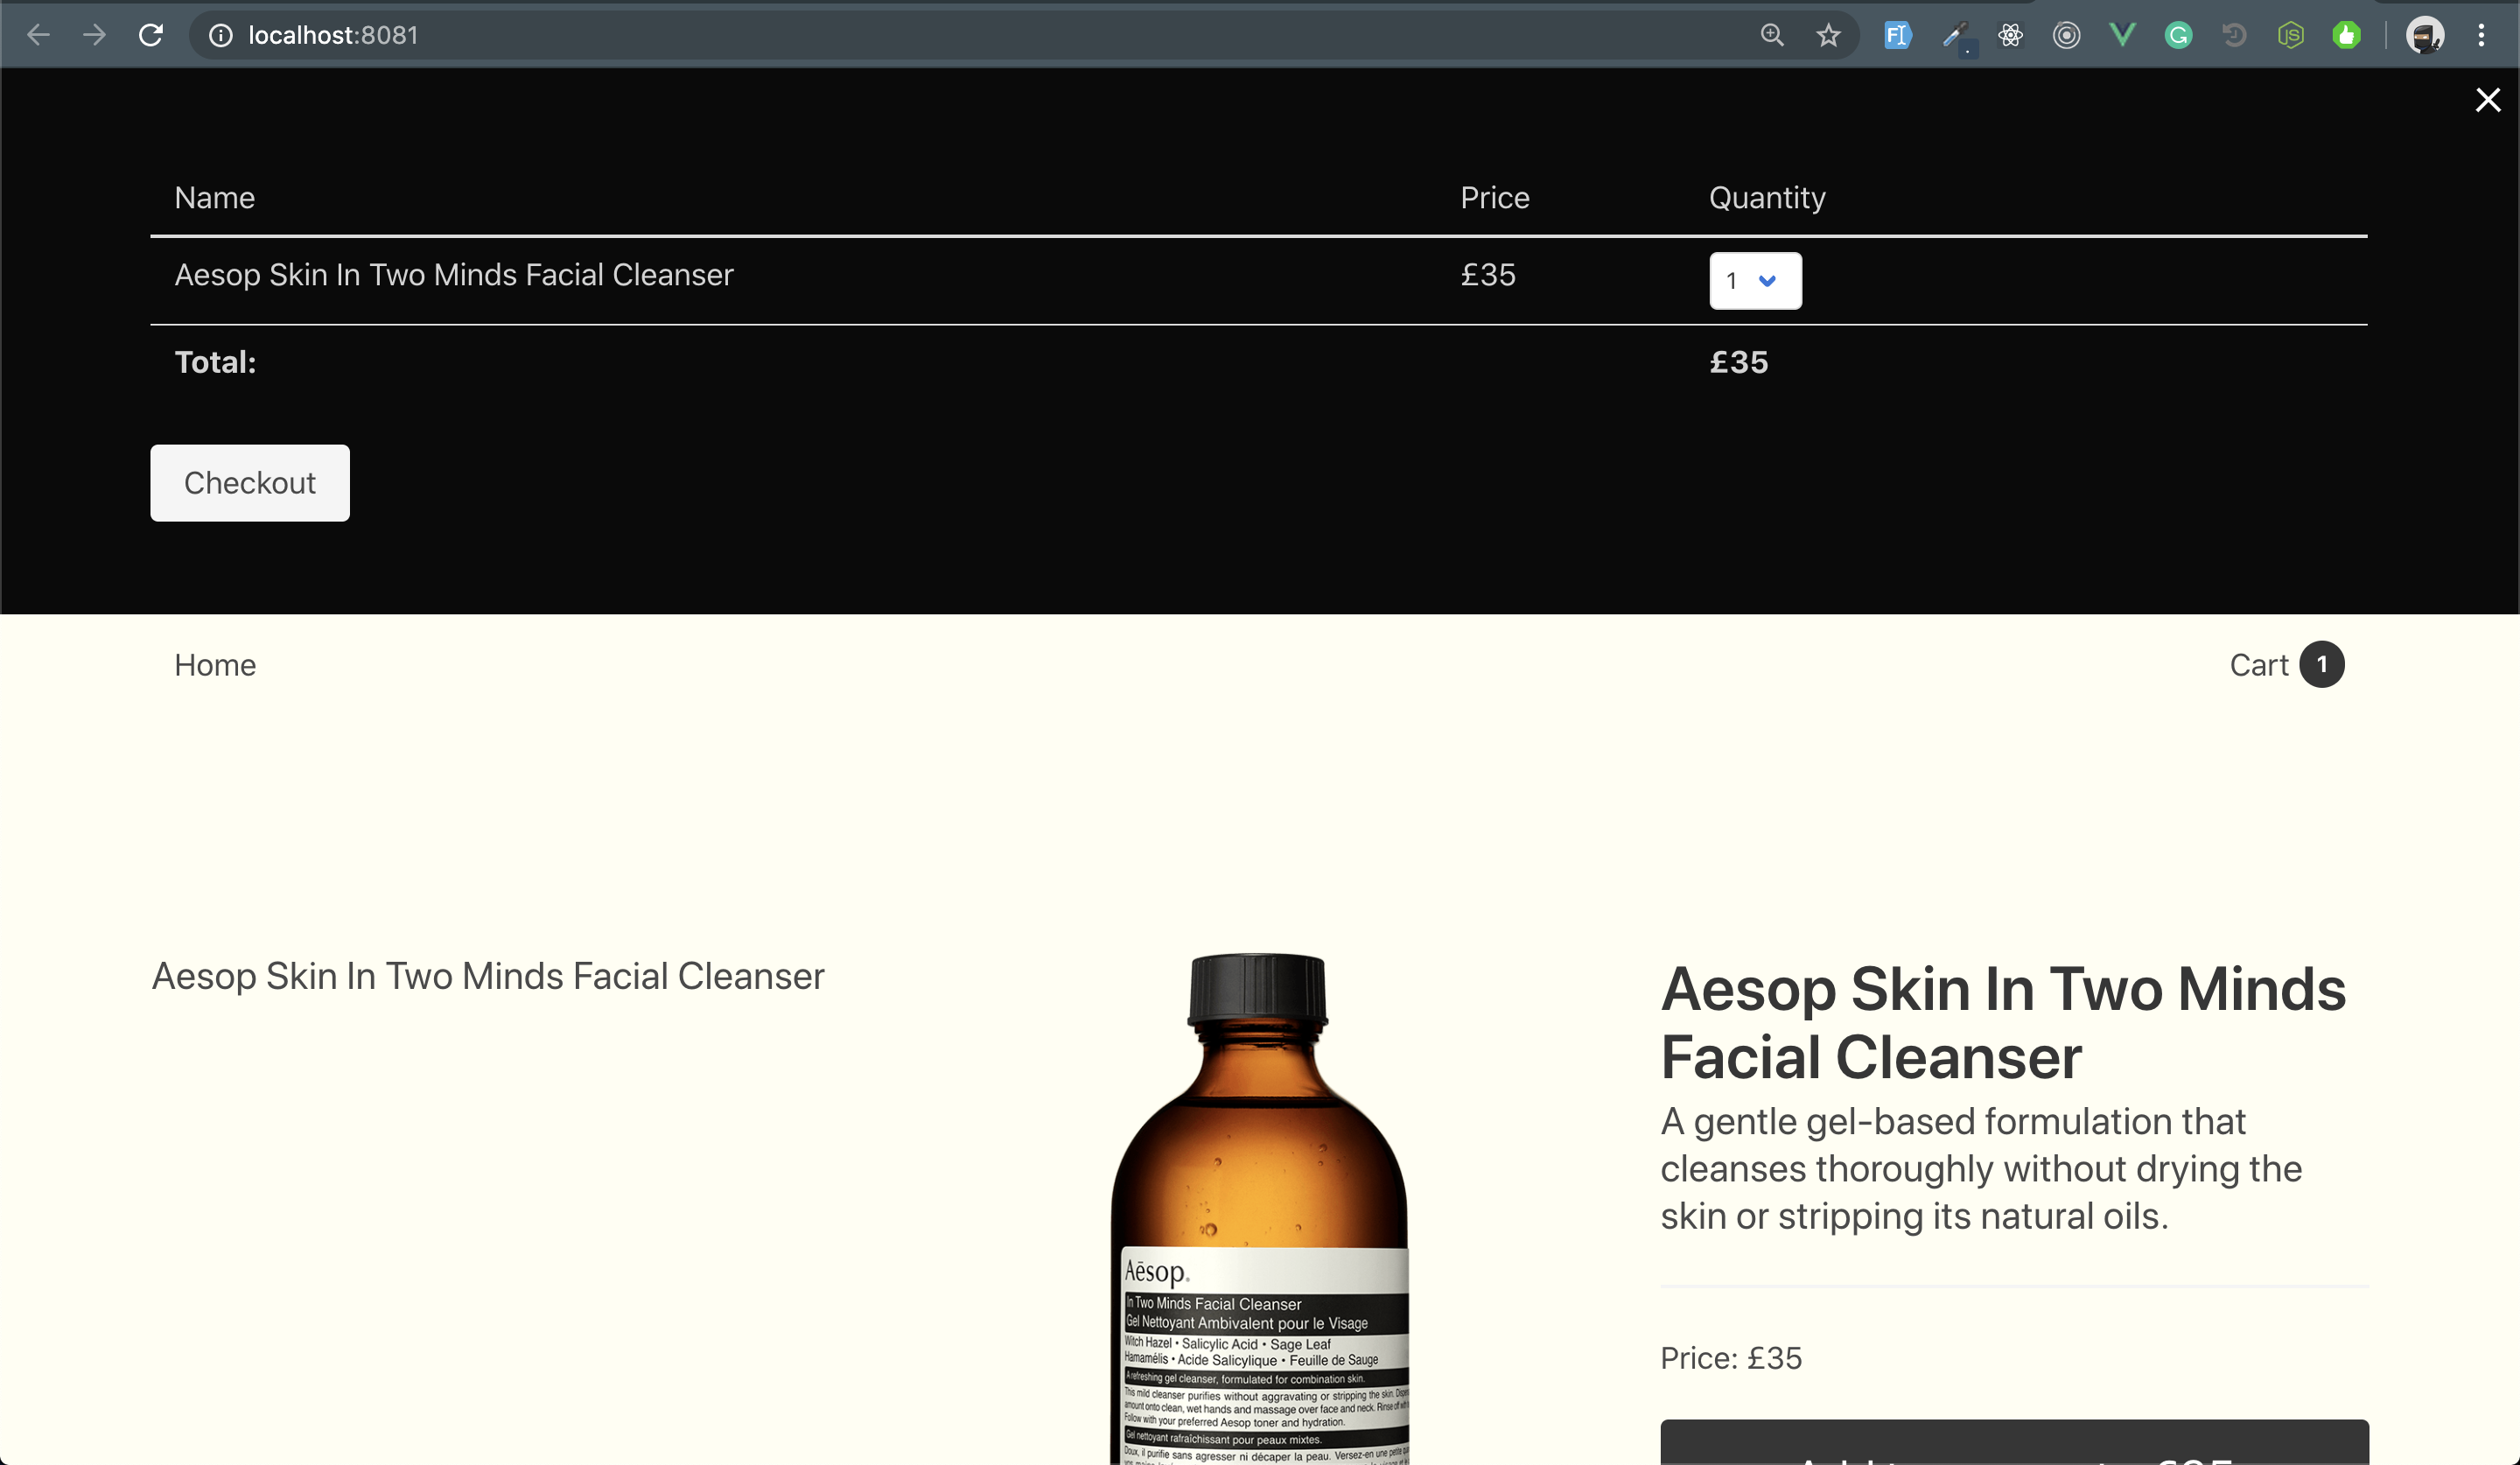 localhost:8081
Name Price Quantity
Aesop Skin In Two Minds Facial Cleanser £35 1
Total: £35
Checkout
Home Cart 1
Aesop Skin In Two Minds Facial Cleanser
Aesop Skin In Two Minds
Facial Cleanser
A gentle gel-based formulation that
cleanses thoroughly without drying the
skin or stripping its natural oils.
Price: £35
Aēsop.
In Two Minds Facial Cleanser
Gel Nettoyant Ambivalent pour le Visage
Witch Hazel • Salicylic Acid • Sage Leaf
Hamamélis • Acide Salicylique • Feuille de Sauge
A refreshing gel cleanser, formulated for combination skin.
This mild cleanser purifies without aggravating or stripping the skin.
amount onto clean, wet hands and massage over face and neck. Rinse off
Follow with your preferred Aesop toner and hydration.
Gel nettoyant rafraîchissant pour peaux mixtes.
Doux, il purifie sans agresser ni décaper la peau. Versez-en une petite